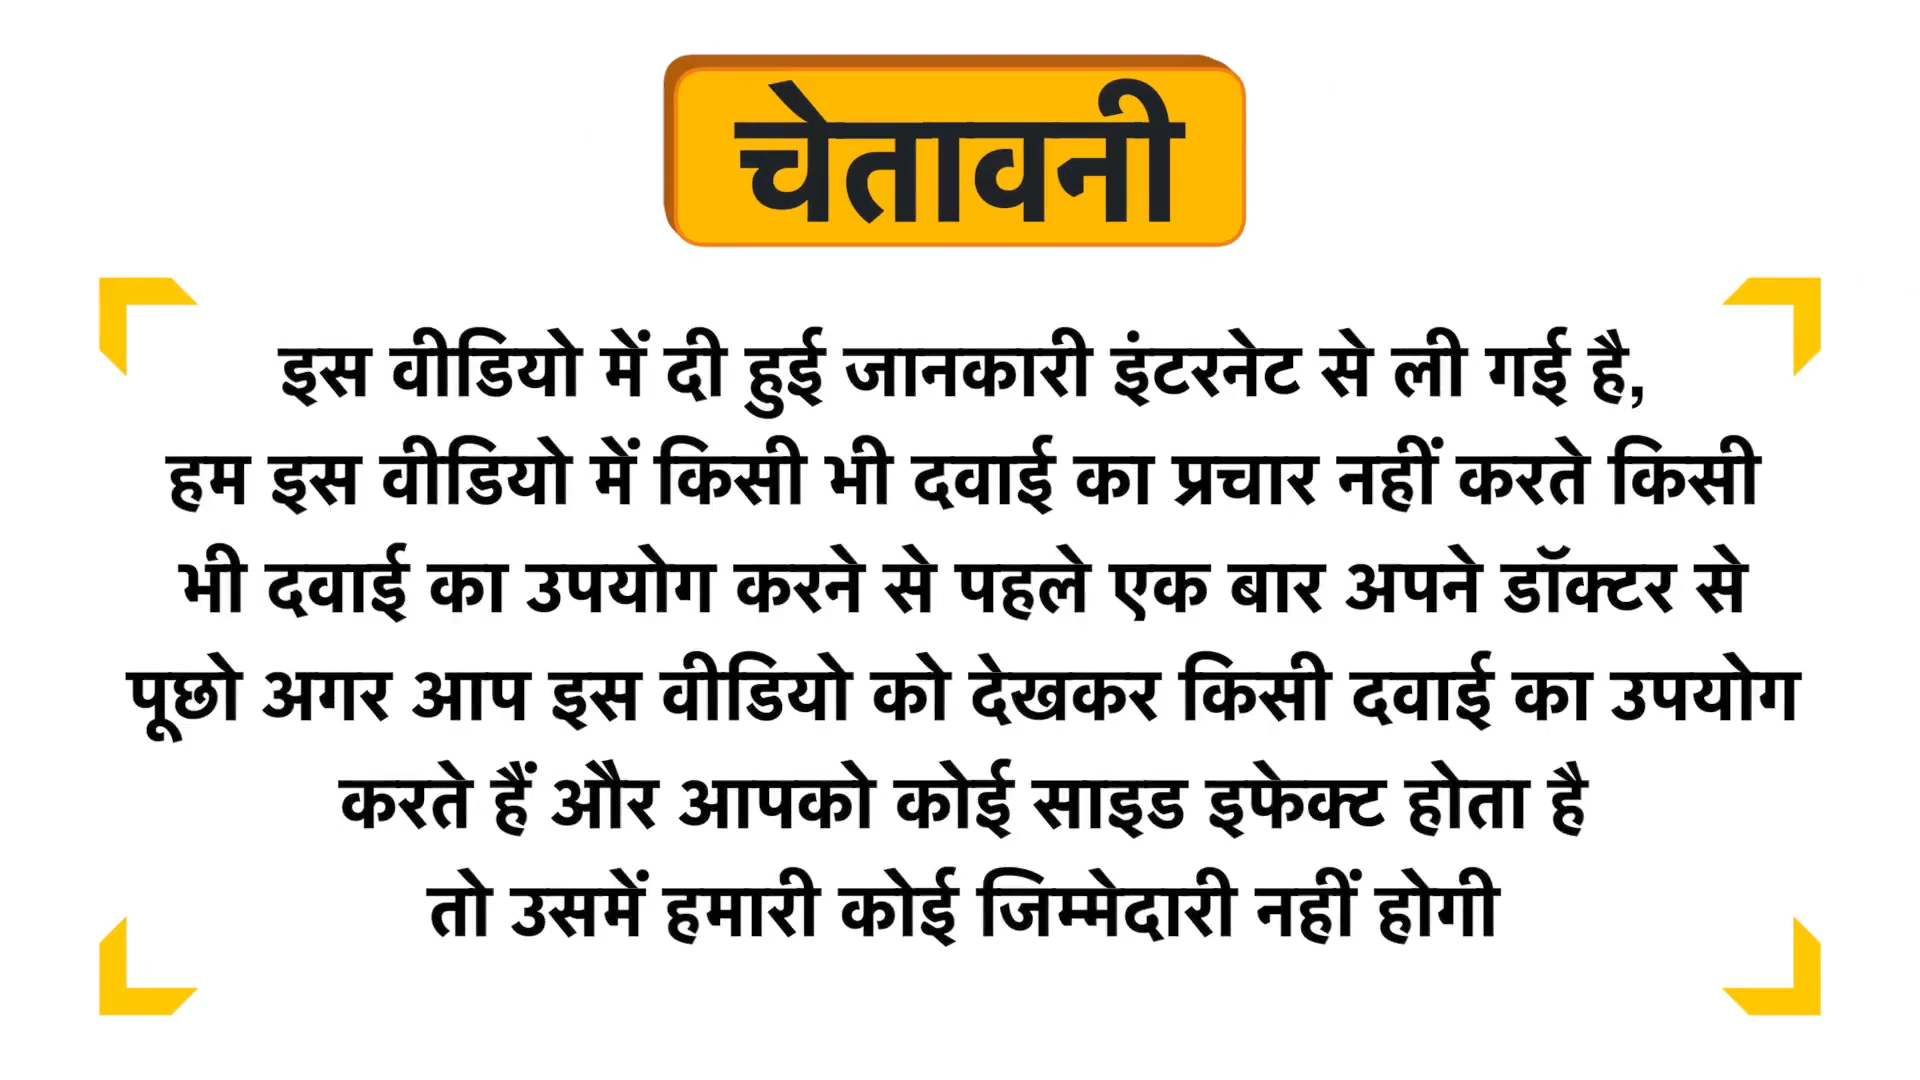 चेतावनी
इस वीडियो में दी हुई जानकारी इंटरनेट से ली गई है,
हम इस वीडियो में किसी भी दवाई का प्रचार नहीं करते किसी
भी दवाई का उपयोग करने से पहले एक बार अपने डॉक्टर से
पूछो अगर आप इस वीडियो को देखकर किसी दवाई का उपयोग
करते हैं और आपको कोई साइड इफेक्ट होता है
तो उसमें हमारी कोई जिम्मेदारी नहीं होगी